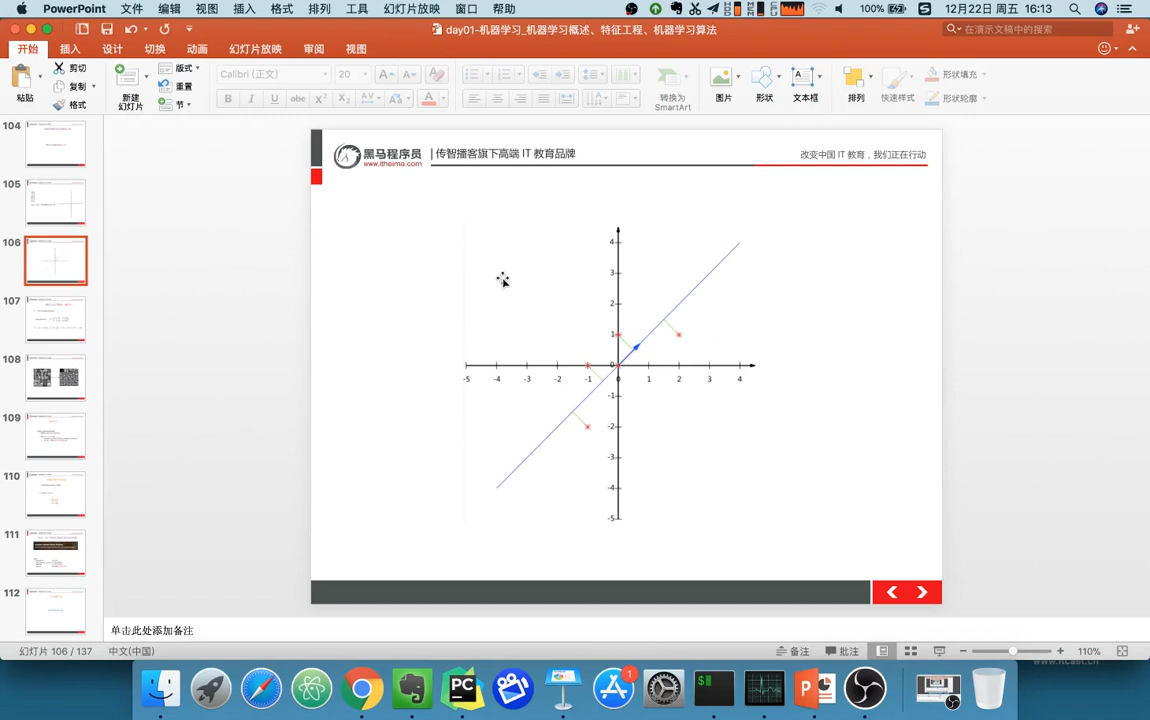 PowerPoint 文件 编辑 视图 插入 格式 排列 工具 幻灯片放映 窗口 帮助 100% 12月22日 周五 16:13
day01-机器学习_机器学习概述、特征工程、机器学习算法
在演示文稿中的搜索
开始 插入 设计 切换 动画 幻灯片放映 审阅 视图
粘贴
剪切
复制
格式
新建
幻灯片
版式
重置
节
Calibri (正文) 20
B I U abc X² X₂ AV Aa A
转换为
SmartArt
图片
形状
文本框
排列
快速样式
形状填充
形状轮廓
104
105
106
107
108
109
110
111
112
黑马程序员
www.itheima.com
传智播客旗下高端 IT 教育品牌
改变中国 IT 教育，我们正在行动
4
3
2
1
0
-5 -4 -3 -2 -1 0 1 2 3 4
-1
-2
-3
-4
-5
单击此处添加备注
幻灯片 106 / 137 中文(中国) 备注 批注 110%
www.itcast.cn
PC
1
$
P